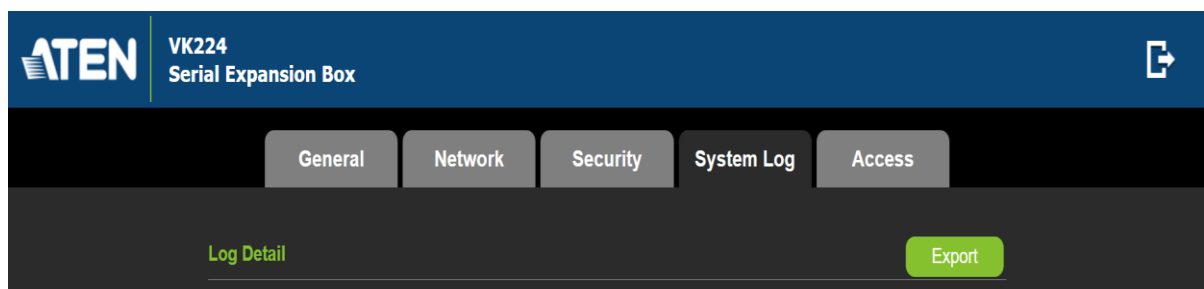 ATEN
VK224
Serial Expansion Box
General Network Security System Log Access
Log Detail Export